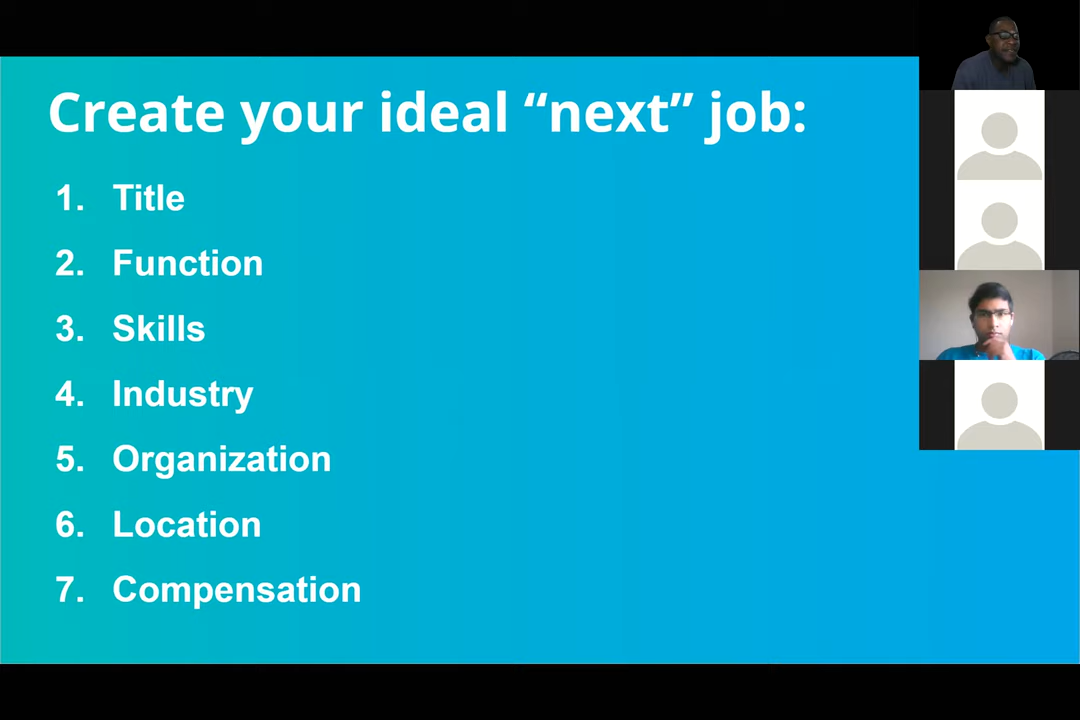 Create your ideal “next” job:
1. Title
2. Function
3. Skills
4. Industry
5. Organization
6. Location
7. Compensation